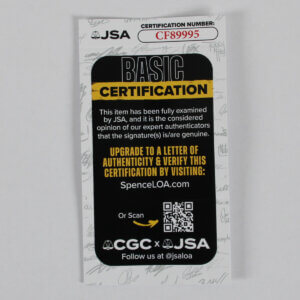 JSA
CERTIFICATION NUMBER:
CF89995
BASIC
CERTIFICATION
This item has been fully examined
by JSA, and it is the considered
opinion of our expert authenticators
that the signature(s) is/are genuine.
UPGRADE TO A LETTER OF
AUTHENTICITY & VERIFY THIS
CERTIFICATION BY VISITING:
SpenceLOA.com
Or Scan
CGC x JSA
Follow us at @jsaloa